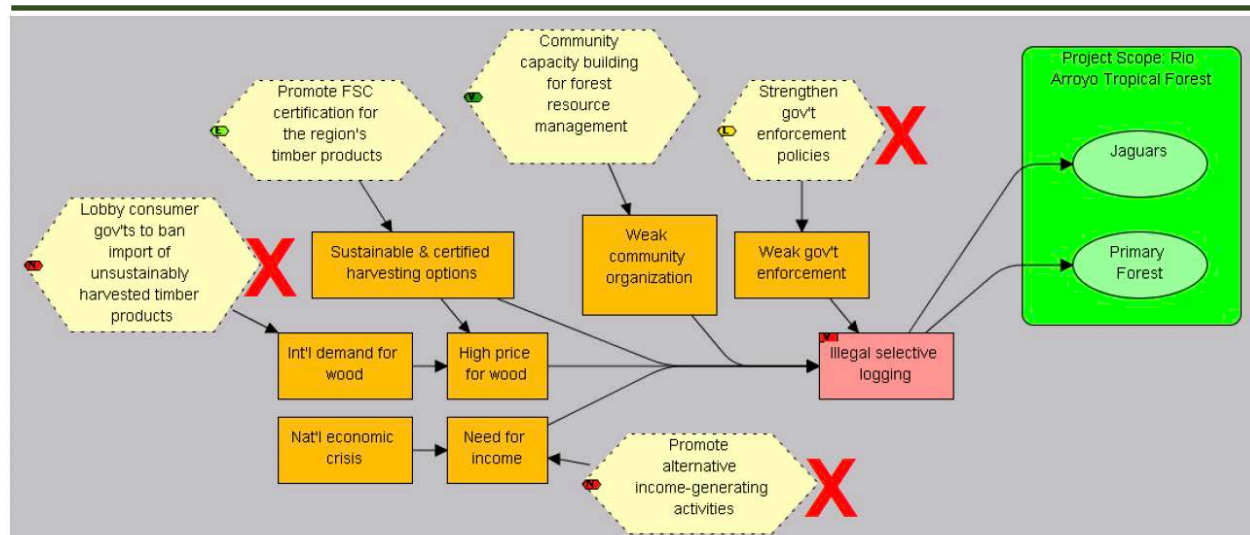 Promote FSC
certification for
the region's
timber products
E
Community
capacity building
for forest
resource
management
V
Strengthen
gov't
enforcement
policies
L
X
Project Scope: Rio
Arroyo Tropical Forest
Jaguars
Primary
Forest
Lobby consumer
gov'ts to ban
import of
unsustainably
harvested timber
products
N
X
Sustainable & certified
harvesting options
Weak
community
organization
Weak gov't
enforcement
Int'l demand for
wood
High price
for wood
Illegal selective
logging
Nat'l economic
crisis
Need for
income
Promote
alternative
income-generating
activities
N
X